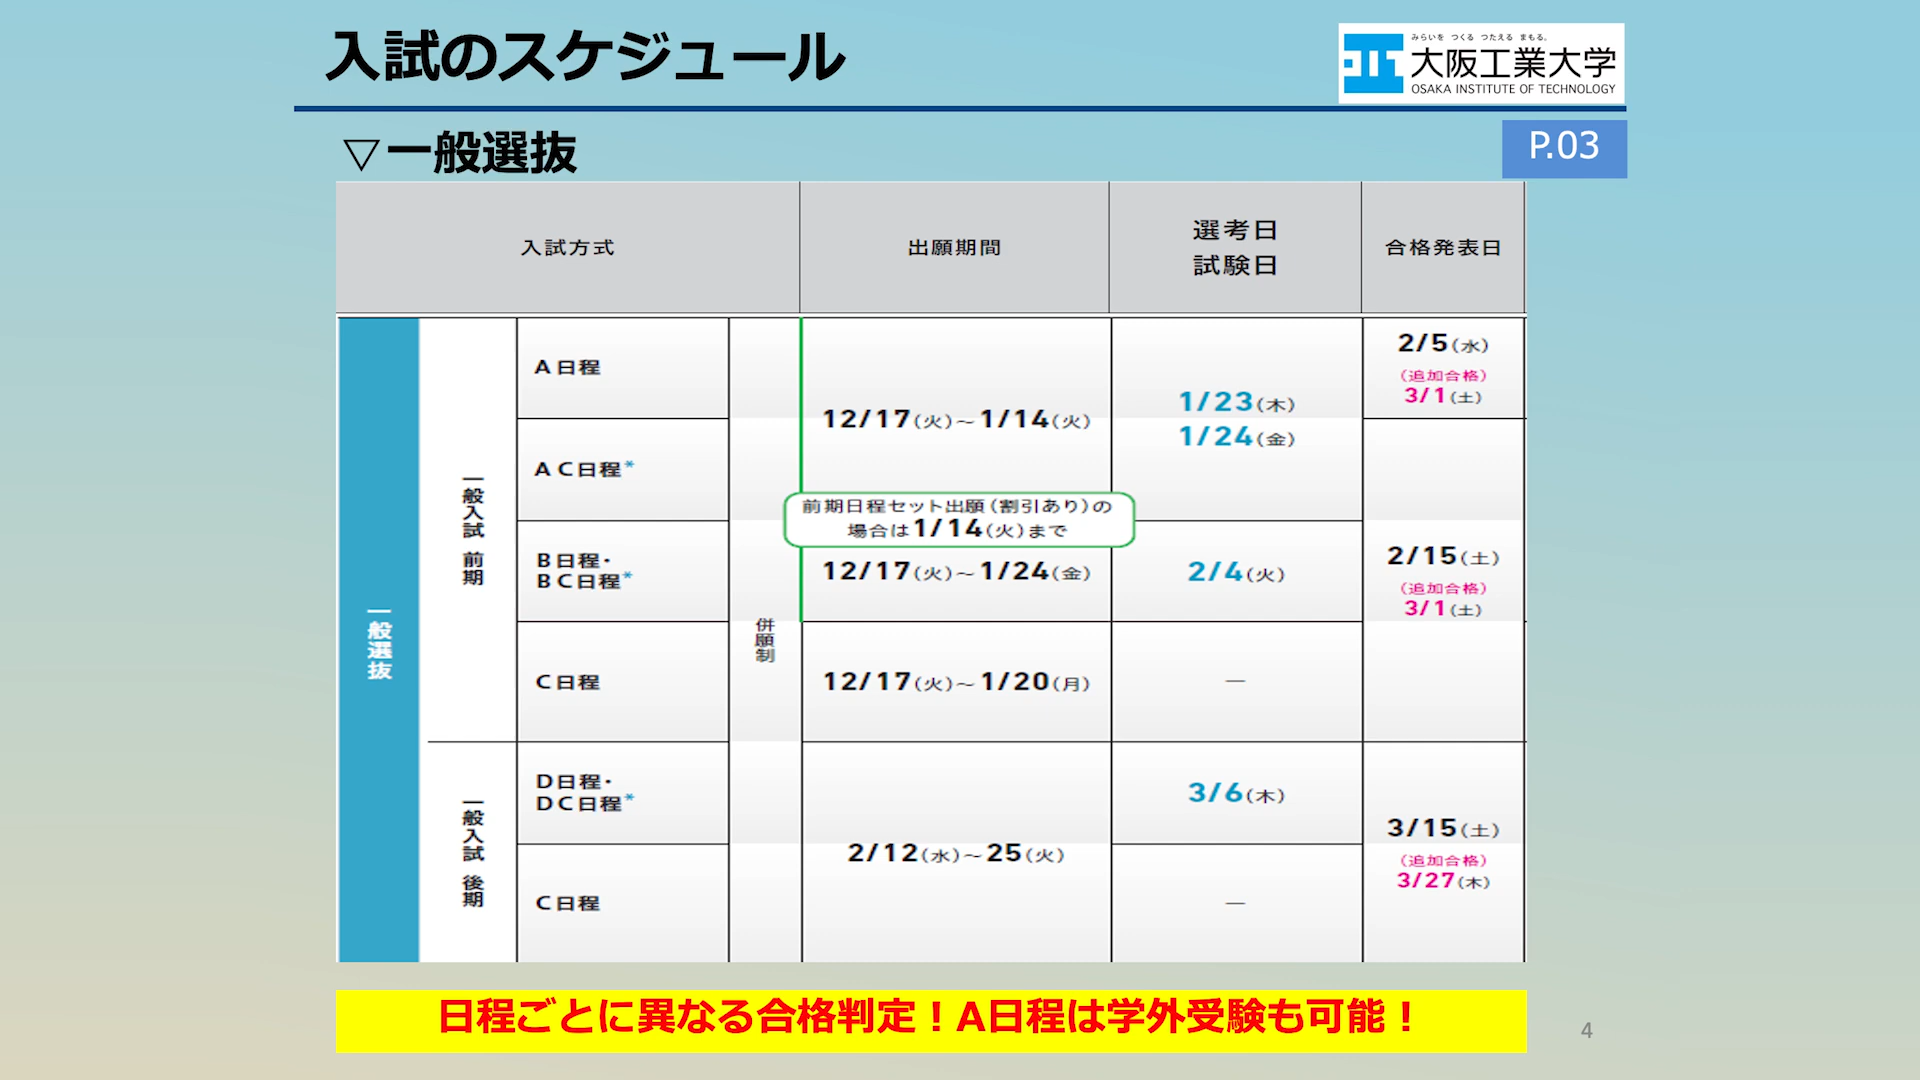 入試のスケジュール
みらいを つくる つたえる まもる。
大阪工業大学
OSAKA INSTITUTE OF TECHNOLOGY
▽一般選抜
P.03
入試方式
出願期間
選考日
試験日
合格発表日
一般選抜
一般入試 前期
A日程
併願制
12/17(火)~1/14(火)
1/23(木)
1/24(金)
2/5(水)
(追加合格)
3/1(土)
AC日程*
前期日程セット出願(割引あり)の
場合は1/14(火)まで
B日程・
BC日程*
12/17(火)~1/24(金)
2/4(火)
2/15(土)
(追加合格)
3/1(土)
C日程
12/17(火)~1/20(月)
―
一般入試 後期
D日程・
DC日程*
2/12(水)~25(火)
3/6(木)
3/15(土)
(追加合格)
3/27(木)
C日程
―
日程ごとに異なる合格判定!A日程は学外受験も可能!
4